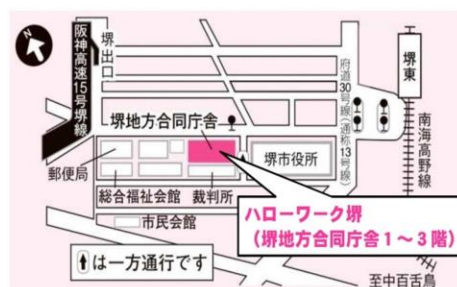 阪神高速15号堺線
堺出口
府道30号線(通称13号線)
堺東
南海高野線
堺地方合同庁舎
堺市役所
郵便局
総合福祉会館
裁判所
市民会館
ハローワーク堺
(堺地方合同庁舎1〜3階)
は一方通行です
至中百舌鳥